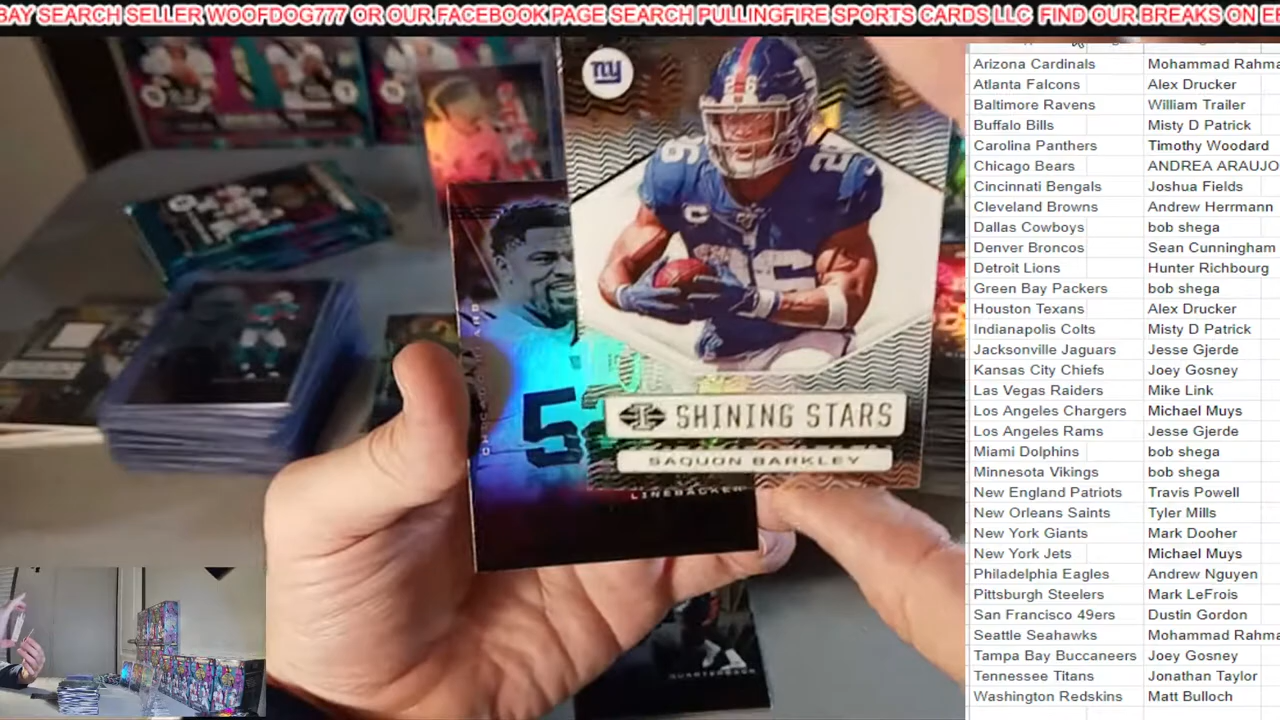 BAY SEARCH SELLER WOOFDOG777 OR OUR FACEBOOK PAGE SEARCH PULLINGFIRE SPORTS CARDS LLC FIND OUR BREAKS ON
ny
26
26
C
26
SHINING STARS
SAQUON BARKLEY
LINEBACKER
QUARTERBACK
Arizona Cardinals Mohammad Rahma
Atlanta Falcons Alex Drucker
Baltimore Ravens William Trailer
Buffalo Bills Misty D Patrick
Carolina Panthers Timothy Woodard
Chicago Bears ANDREA ARAUJO
Cincinnati Bengals Joshua Fields
Cleveland Browns Andrew Herrmann
Dallas Cowboys bob shega
Denver Broncos Sean Cunningham
Detroit Lions Hunter Richbourg
Green Bay Packers bob shega
Houston Texans Alex Drucker
Indianapolis Colts Misty D Patrick
Jacksonville Jaguars Jesse Gjerde
Kansas City Chiefs Joey Gosney
Las Vegas Raiders Mike Link
Los Angeles Chargers Michael Muys
Los Angeles Rams Jesse Gjerde
Miami Dolphins bob shega
Minnesota Vikings bob shega
New England Patriots Travis Powell
New Orleans Saints Tyler Mills
New York Giants Mark Dooher
New York Jets Michael Muys
Philadelphia Eagles Andrew Nguyen
Pittsburgh Steelers Mark LeFrois
San Francisco 49ers Dustin Gordon
Seattle Seahawks Mohammad Rahma
Tampa Bay Buccaneers Joey Gosney
Tennessee Titans Jonathan Taylor
Washington Redskins Matt Bulloch